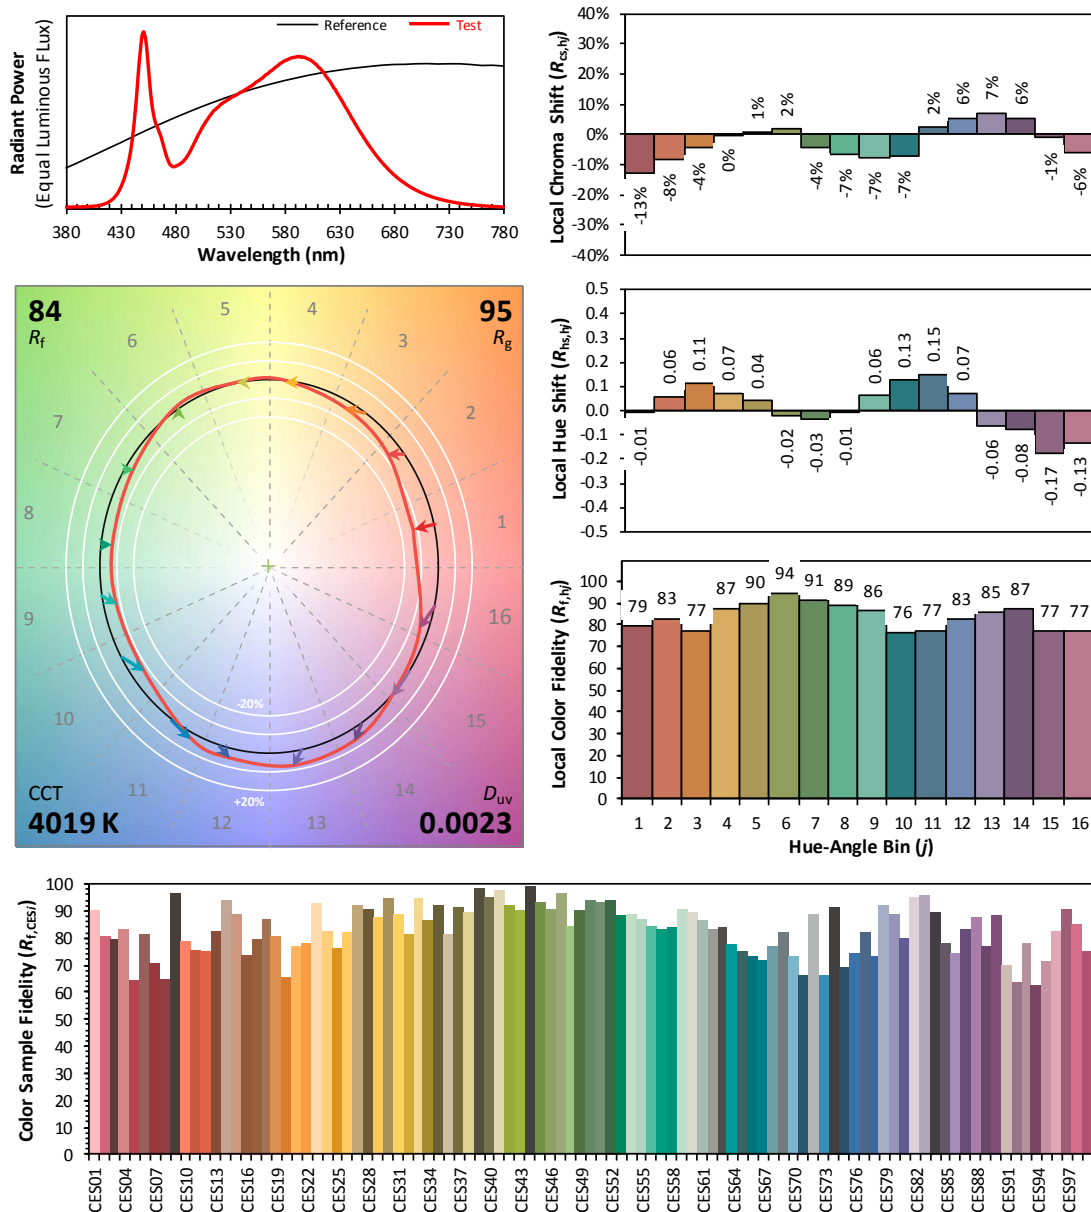 Reference
Test
Radiant Power
(Equal Luminous FLux)
380 430 480 530 580 630 680 730 780
Wavelength (nm)
Local Chroma Shift (Rcs,hj)
40%
30%
20%
10%
0%
-10%
-20%
-30%
-40%
-13% -8% -4% 0% 1% 2% -4% -7% -7% -7% 2% 6% 7% 6% -1% -6%
84
Rf
95
Rg
5 4
6 3
7 2
8 1
9 16
10 15
11 14
12 13
-20%
+20%
CCT
4019 K
Duv
0.0023
Local Hue Shift (Rhs,hj)
0.5
0.4
0.3
0.2
0.1
0.0
-0.1
-0.2
-0.3
-0.4
-0.5
-0.01 0.06 0.11 0.07 0.04 -0.02 -0.03 -0.01 0.06 0.13 0.15 0.07 -0.06 -0.08 -0.17 -0.13
Local Color Fidelity (Rf,hj)
100
90
80
70
60
50
40
30
20
10
0
79 83 77 87 90 94 91 89 86 76 77 83 85 87 77 77
1 2 3 4 5 6 7 8 9 10 11 12 13 14 15 16
Hue-Angle Bin (j)
Color Sample Fidelity (Rf,CESi)
100
90
80
70
60
50
40
30
20
10
0
CES01 CES04 CES07 CES10 CES13 CES16 CES19 CES22 CES25 CES28 CES31 CES34 CES37 CES40 CES43 CES46 CES49 CES52 CES55 CES58 CES61 CES64 CES67 CES70 CES73 CES76 CES79 CES82 CES85 CES88 CES91 CES94 CES97